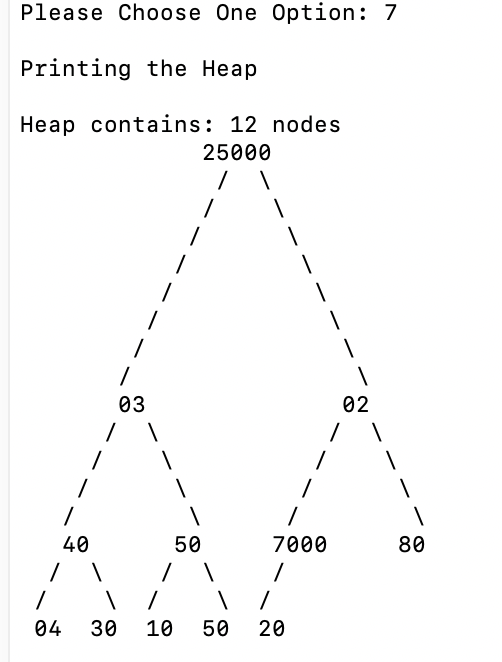 Please Choose One Option: 7
Printing the Heap
Heap contains: 12 nodes
25000
03 02
40 50 7000 80
04 30 10 50 20